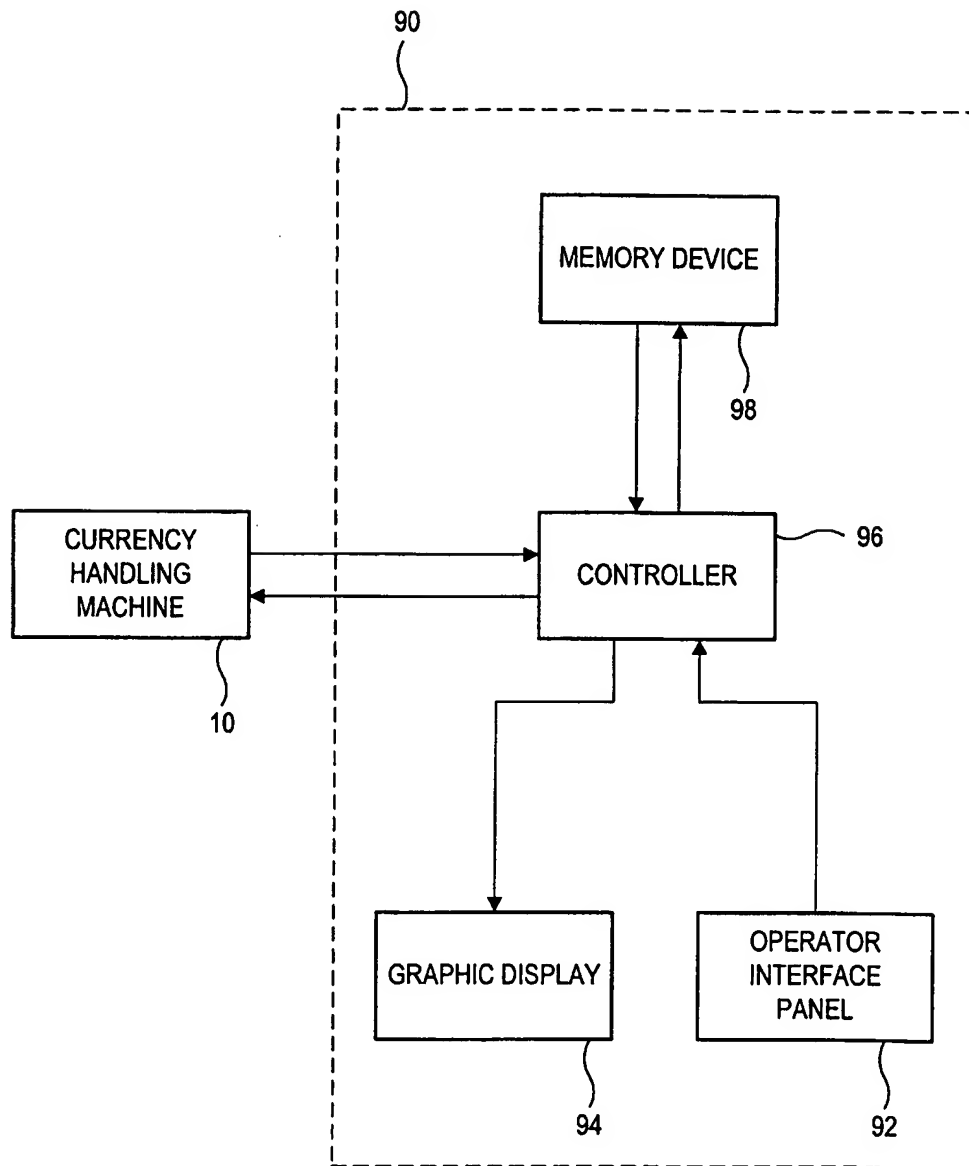 90
MEMORY DEVICE
98
CURRENCY
HANDLING
MACHINE
10
CONTROLLER
96
GRAPHIC DISPLAY
94
OPERATOR
INTERFACE
PANEL
92